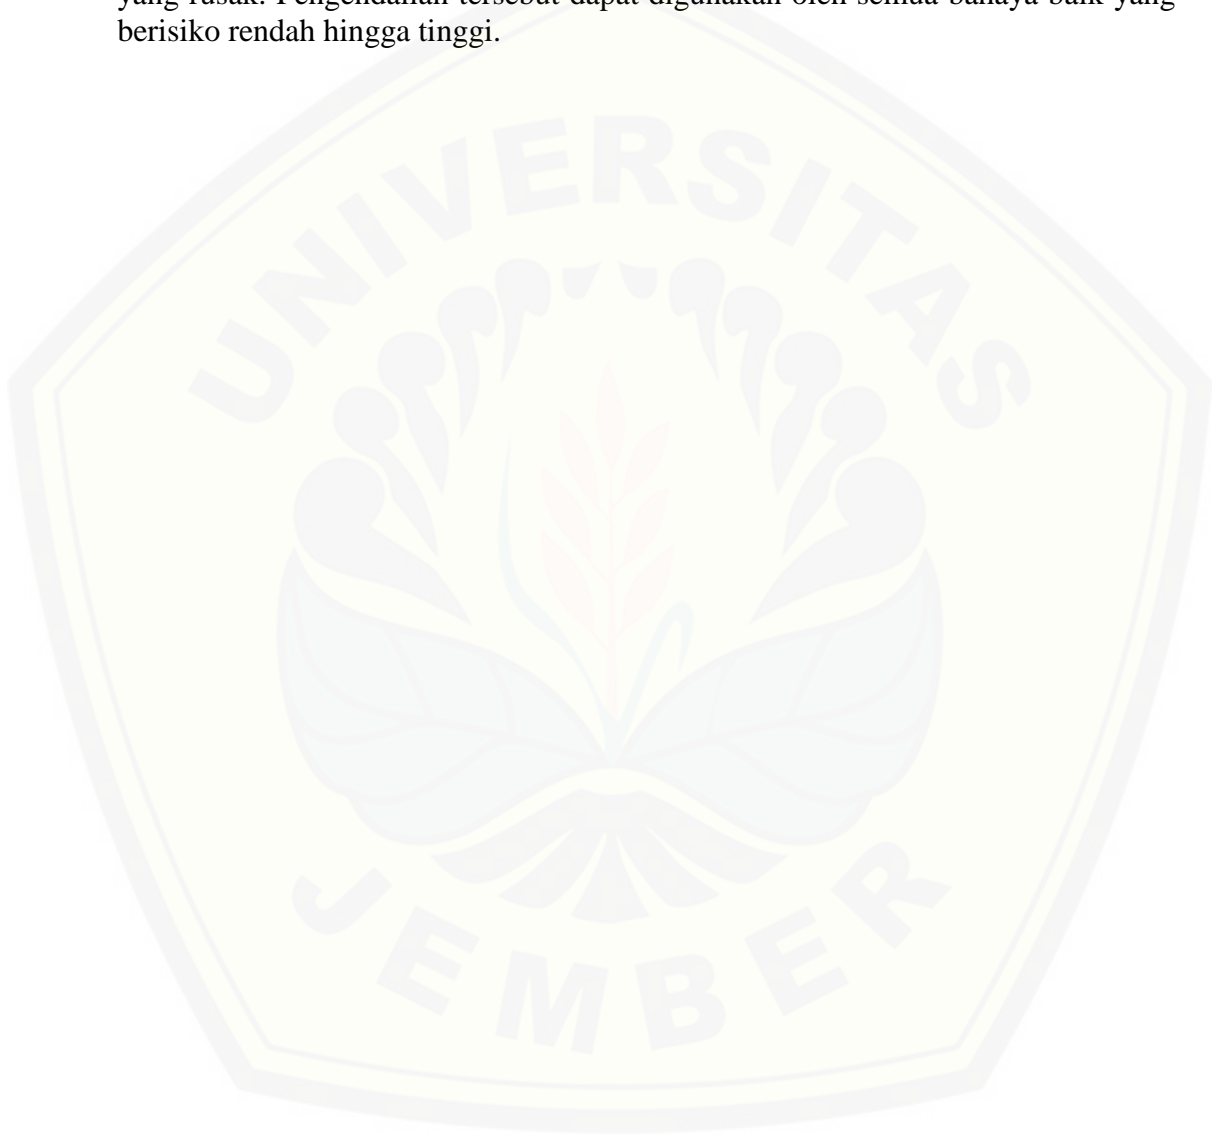 yang rusak. Pengendalian tersebut dapat digunakan oleh semua bahaya baik yang
berisiko rendah hingga tinggi.
UNIVERSITAS
JEMBER